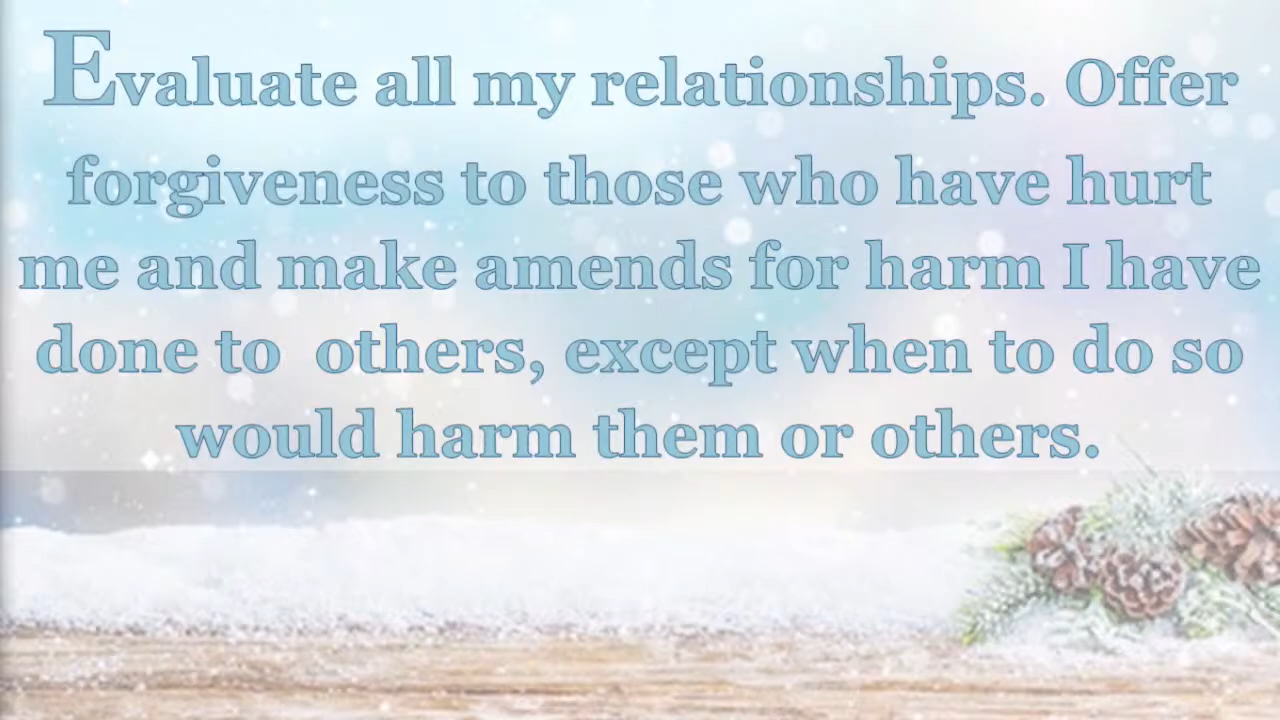 Evaluate all my relationships. Offer
forgiveness to those who have hurt
me and make amends for harm I have
done to  others, except when to do so
would harm them or others.